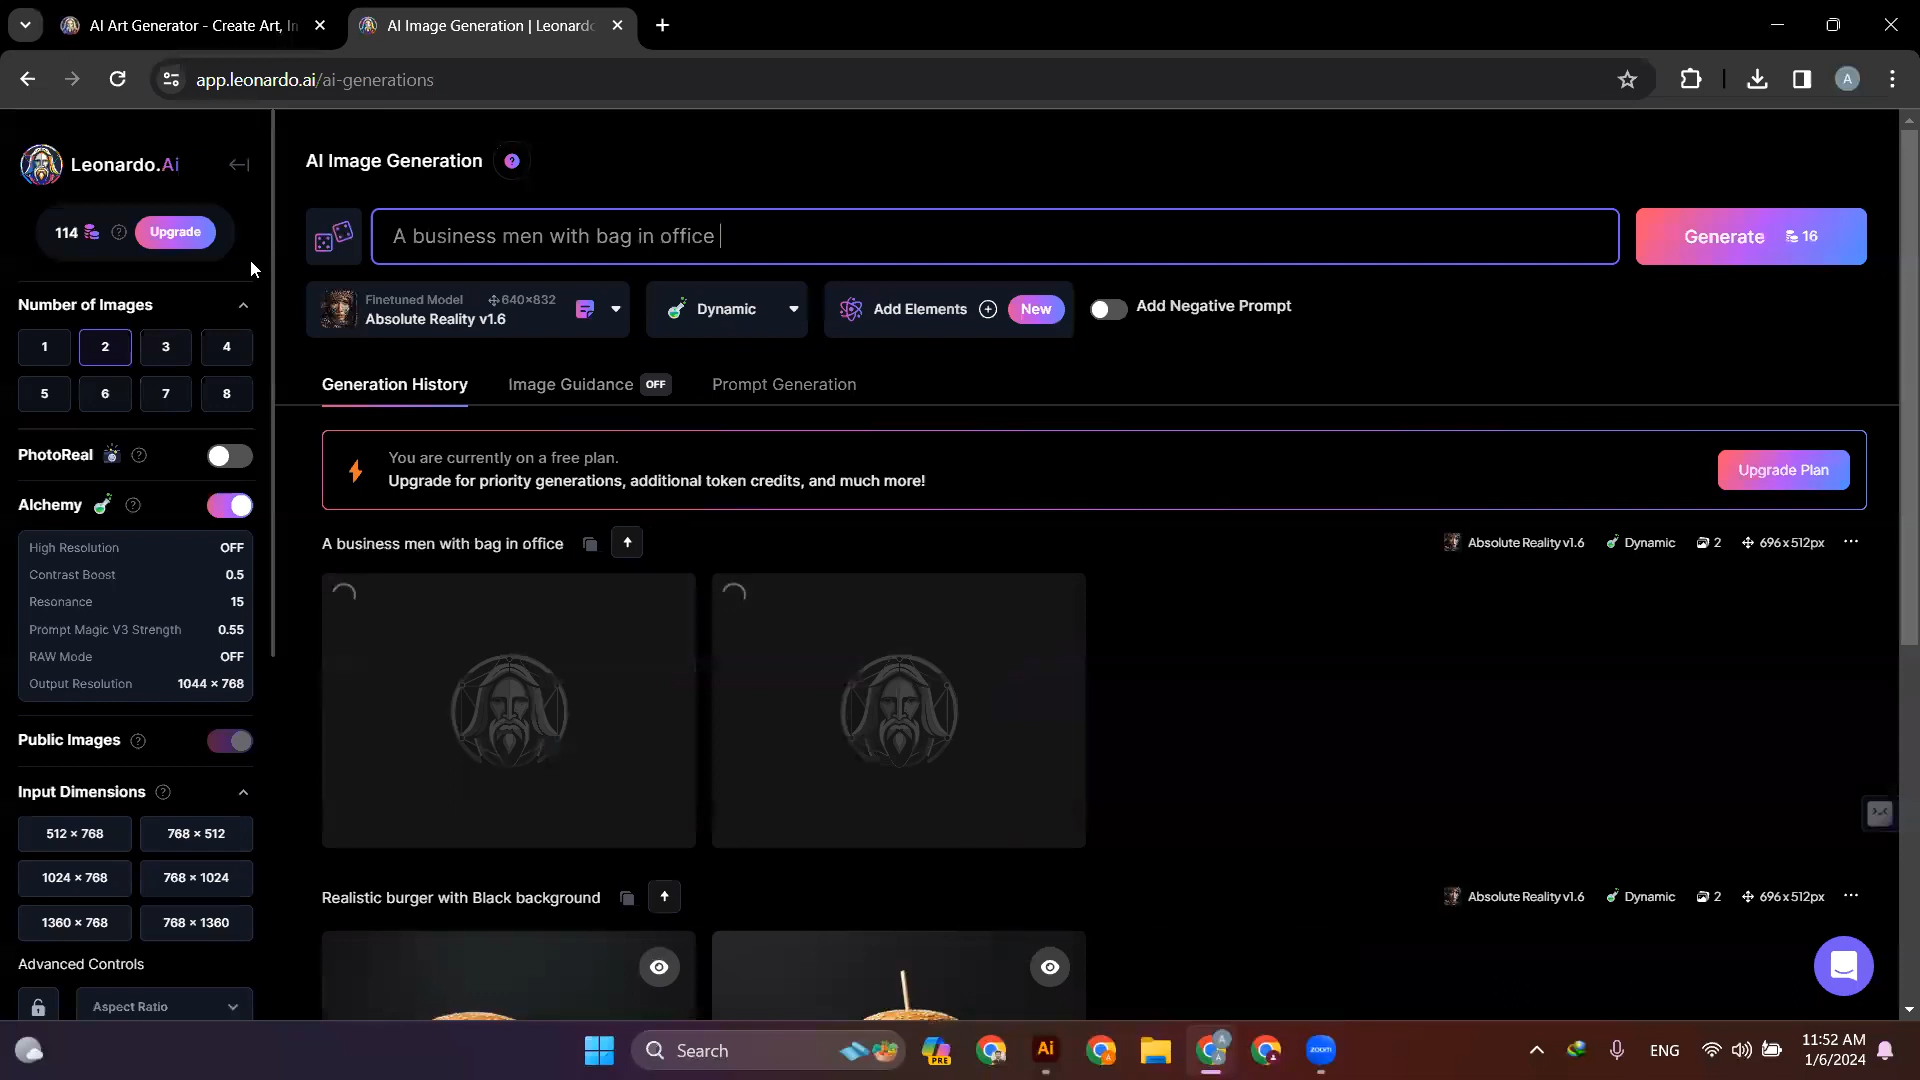 AI Art Generator - Create Art, In
AI Image Generation | Leonardo
app.leonardo.ai/ai-generations
A
Leonardo.Ai
114
Upgrade
Number of Images
1
2
3
4
5
6
7
8
PhotoReal
Alchemy
High Resolution OFF
Contrast Boost 0.5
Resonance 15
Prompt Magic V3 Strength 0.55
RAW Mode OFF
Output Resolution 1044 × 768
Public Images
Input Dimensions
512 × 768
768 × 512
1024 × 768
768 × 1024
1360 × 768
768 × 1360
Advanced Controls
Aspect Ratio
AI Image Generation
A business men with bag in office
Generate 16
Finetuned Model 640×832
Absolute Reality v1.6
Dynamic
Add Elements
New
Add Negative Prompt
Generation History
Image Guidance OFF
Prompt Generation
You are currently on a free plan.
Upgrade for priority generations, additional token credits, and much more!
Upgrade Plan
A business men with bag in office
Absolute Reality v1.6 Dynamic 2 696x512px
Realistic burger with Black background
Absolute Reality v1.6 Dynamic 2 696x512px
Search
PRE
Ai
zoom
ENG
11:52 AM
1/6/2024